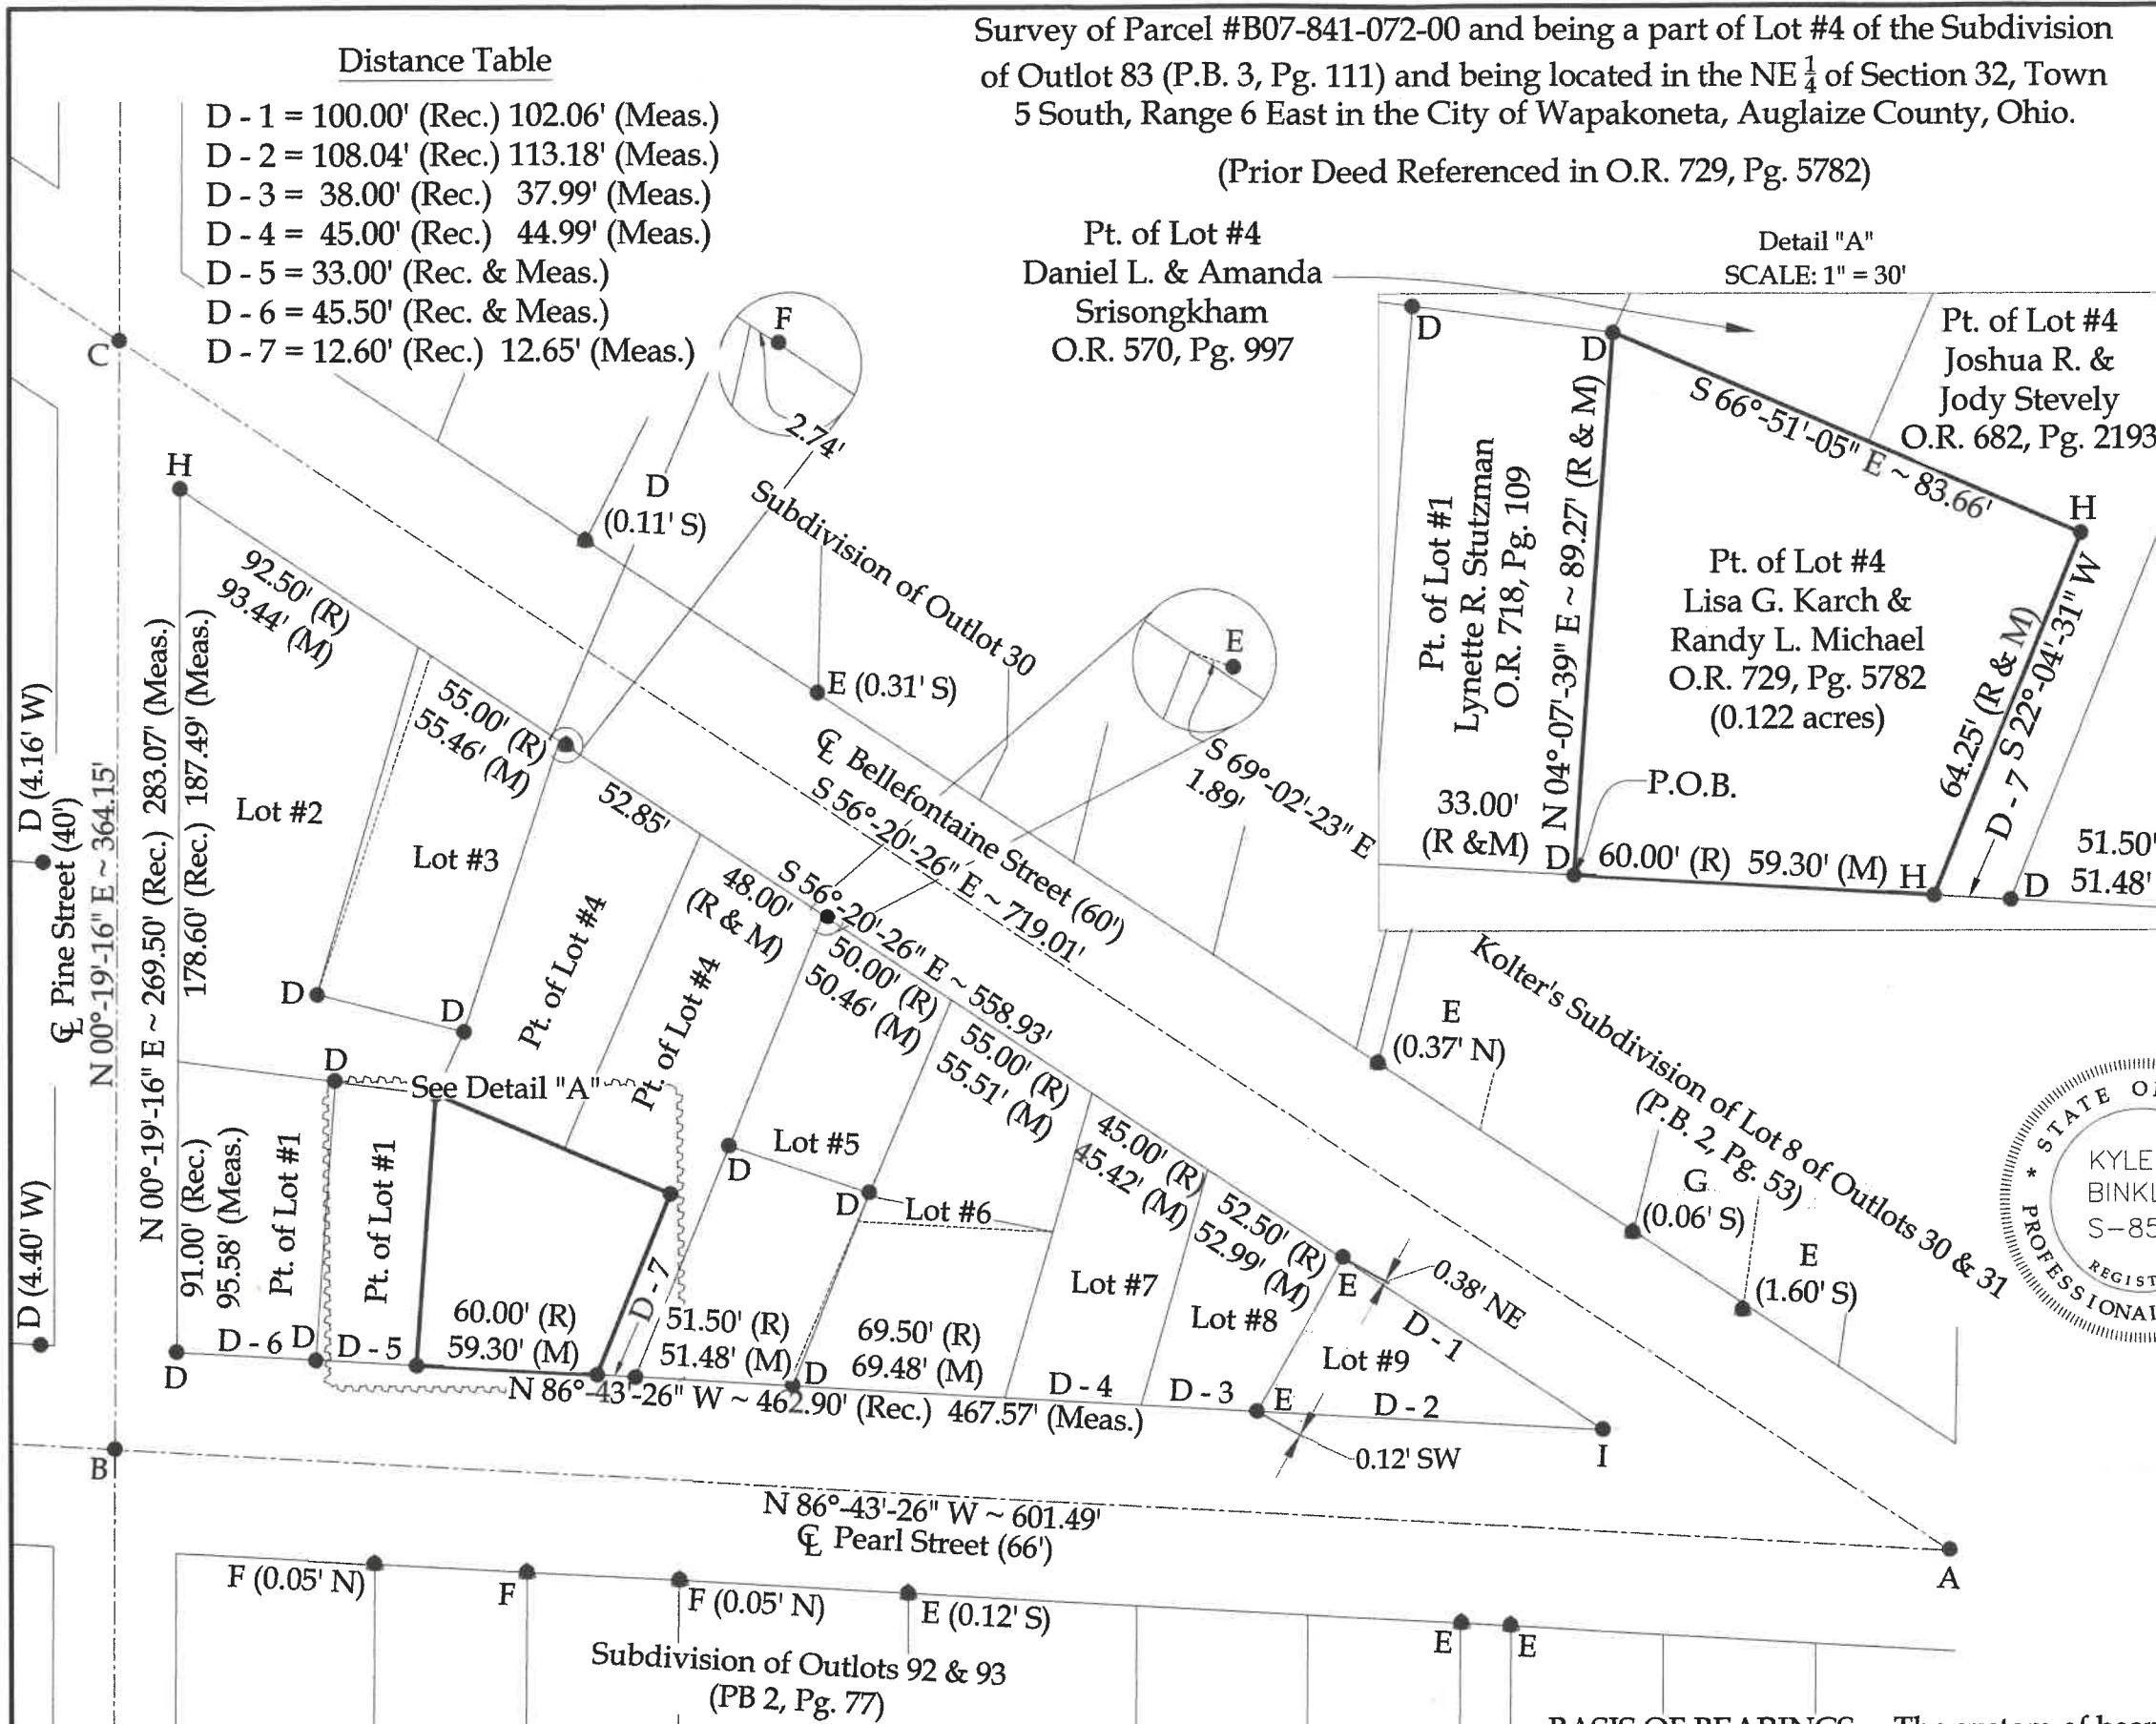 Survey of Parcel #B07-841-072-00 and being a part of Lot #4 of the Subdivision
of Outlot 83 (P.B. 3, Pg. 111) and being located in the NE 1/4 of Section 32, Town
5 South, Range 6 East in the City of Wapakoneta, Auglaize County, Ohio.
(Prior Deed Referenced in O.R. 729, Pg. 5782)
Distance Table
D - 1 = 100.00' (Rec.) 102.06' (Meas.)
D - 2 = 108.04' (Rec.) 113.18' (Meas.)
D - 3 = 38.00' (Rec.) 37.99' (Meas.)
D - 4 = 45.00' (Rec.) 44.99' (Meas.)
D - 5 = 33.00' (Rec. & Meas.)
D - 6 = 45.50' (Rec. & Meas.)
D - 7 = 12.60' (Rec.) 12.65' (Meas.)
Pt. of Lot #4
Daniel L. & Amanda
Srisongkham
O.R. 570, Pg. 997
Detail "A"
SCALE: 1" = 30'
D
D
Pt. of Lot #4
Joshua R. &
Jody Stevely
O.R. 682, Pg. 2193
S 66°-51'-05" E ~ 83.66'
H
Pt. of Lot #1
Lynette R. Stutzman
O.R. 718, Pg. 109
N 04°-07'-39" E ~ 89.27' (R & M)
Pt. of Lot #4
Lisa G. Karch &
Randy L. Michael
O.R. 729, Pg. 5782
(0.122 acres)
64.25' (R & M)
S 22°-04'-31" W
D - 7
P.O.B.
33.00'
(R &M)
D
60.00' (R) 59.30' (M)
H
D
51.50'
51.48'
C
H
F
2.74'
D
(0.11' S)
Subdivision of Outlot 30
E (0.31' S)
E
S 69°-02'-23" E
1.89'
92.50' (R)
93.44' (M)
55.00' (R)
55.46' (M)
52.85'
48.00'
(R & M)
S 56°-20'-26" E ~ 558.93'
℄ Bellefontaine Street (60')
S 56°-20'-26" E ~ 719.01'
50.00' (R)
50.46' (M)
55.00' (R)
55.51' (M)
45.00' (R)
45.42' (M)
52.50' (R)
52.99' (M)
D (4.16' W)
℄ Pine Street (40')
N 00°-19'-16" E ~ 364.15'
N 00°-19'-16" E ~ 269.50' (Rec.) 283.07' (Meas.)
178.60' (Rec.) 187.49' (Meas.)
Lot #2
Lot #3
Pt. of Lot #4
Pt. of Lot #4
D
D
D
See Detail "A"
D (4.40' W)
91.00' (Rec.)
95.58' (Meas.)
Pt. of Lot #1
Pt. of Lot #1
Lot #5
D
D
Lot #6
Lot #7
Lot #8
Lot #9
E
0.38' NE
D - 1
E
(0.37' N)
Kolter's Subdivision of Lot 8 of Outlots 30 & 31
(P.B. 2, Pg. 53)
G
(0.06' S)
E
(1.60' S)
STATE O
KYLE
BINKL
S-85
REGIST
* PROFESSIONAL
D
D - 6
D
D - 5
60.00' (R)
59.30' (M)
D - 7
51.50' (R)
51.48' (M)
D
69.50' (R)
69.48' (M)
D - 4
D - 3
E
D - 2
0.12' SW
I
N 86°-43'-26" W ~ 462.90' (Rec.) 467.57' (Meas.)
B
N 86°-43'-26" W ~ 601.49'
℄ Pearl Street (66')
A
F (0.05' N)
F
F (0.05' N)
E (0.12' S)
E
E
Subdivision of Outlots 92 & 93
(PB 2, Pg. 77)